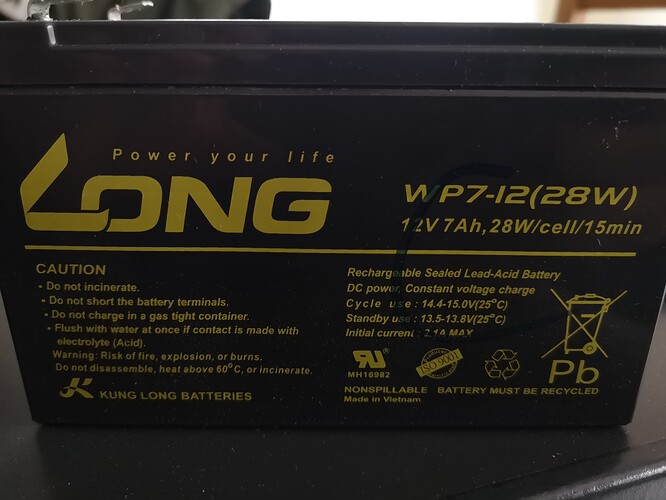 Power your life
LONG
WP7-12(28W)
12V 7Ah,28W/cell/15min
CAUTION
• Do not incinerate.
• Do not short the battery terminals.
• Do not charge in a gas tight container.
• Flush with water at once if contact is made with
electrolyte (Acid).
Warning: Risk of fire, explosion, or burns.
Do not disassemble, heat above 60°C, or incinerate.
KUNG LONG BATTERIES
Rechargeable Sealed Lead-Acid Battery
DC power, Constant voltage charge
Cycle use : 14.4-15.0V(25°C)
Standby use : 13.5-13.8V(25°C)
Initial current : 2.1A MAX
MH16982
ISO 9001
Pb
NONSPILLABLE BATTERY MUST BE RECYCLED
Made in Vietnam